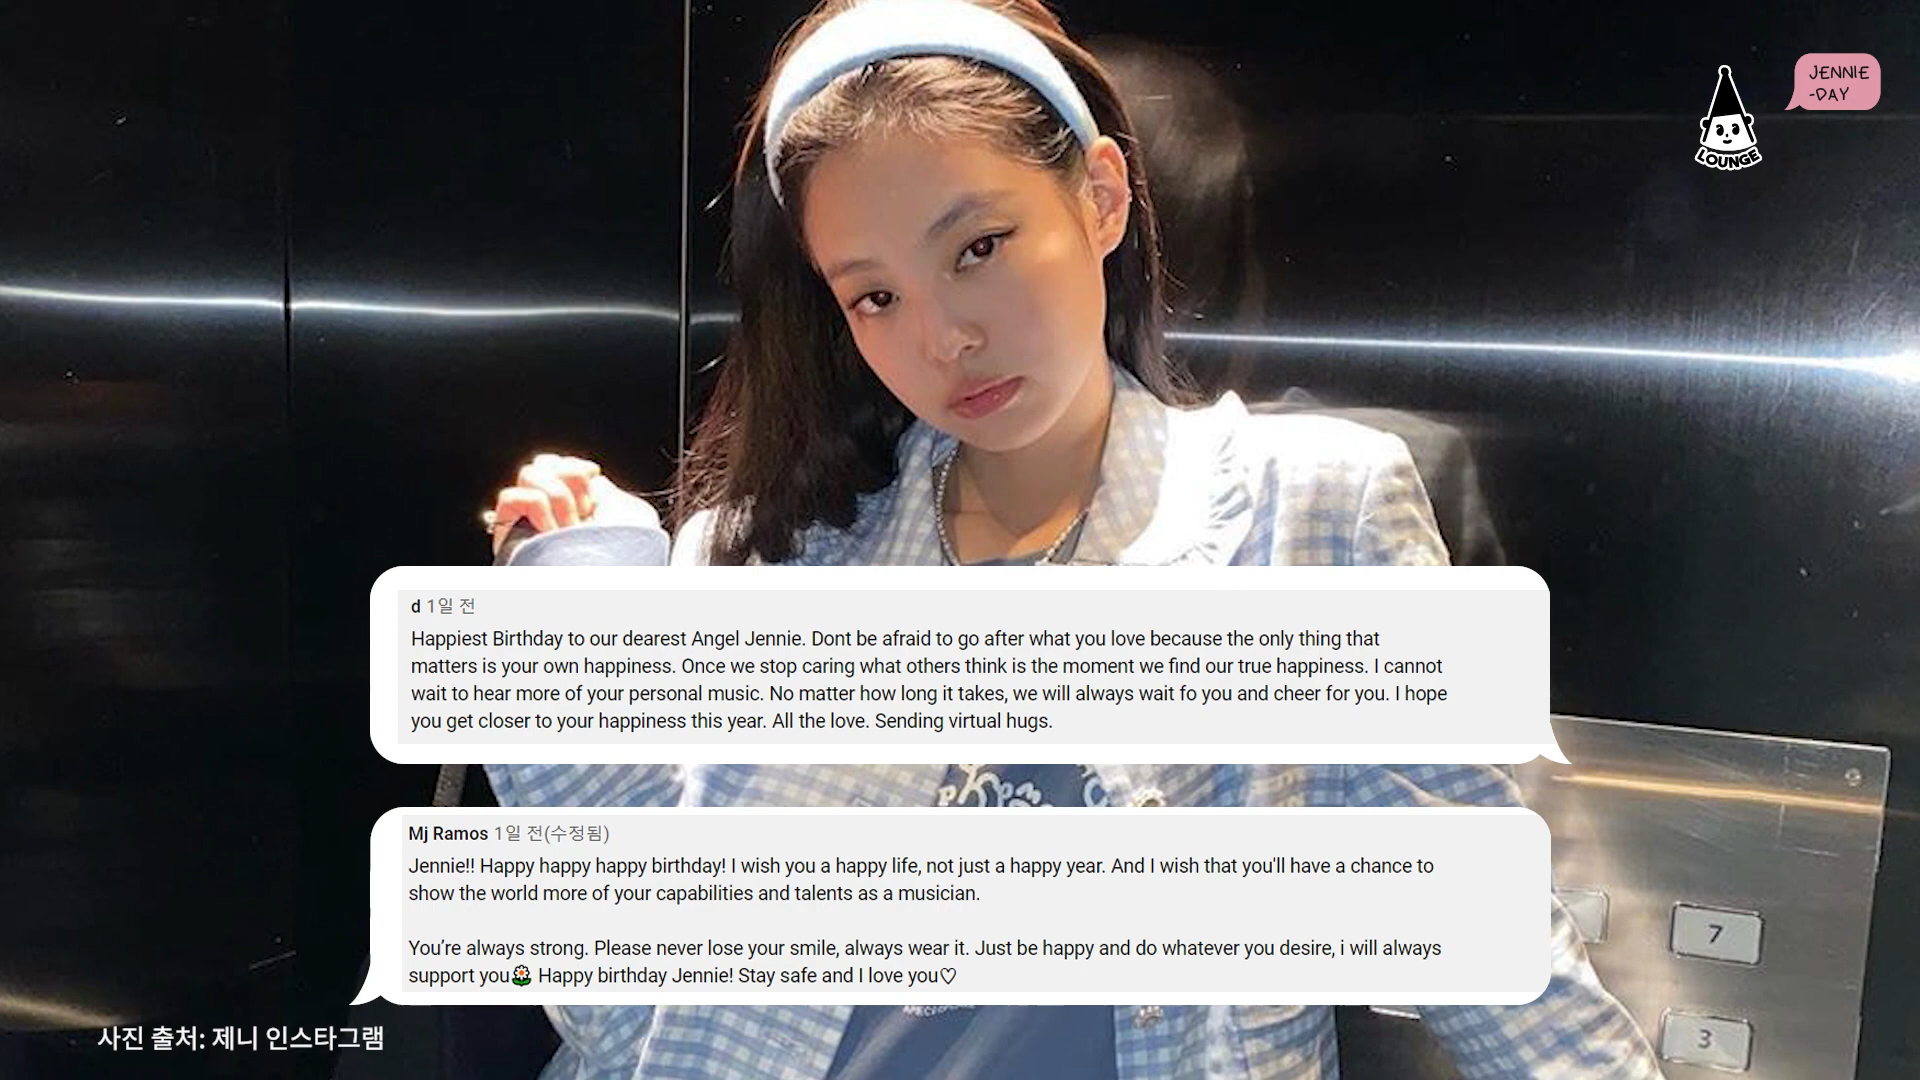 JENNIE
-DAY
LOUNGE
d 1일 전
Happiest Birthday to our dearest Angel Jennie. Dont be afraid to go after what you love because the only thing that
matters is your own happiness. Once we stop caring what others think is the moment we find our true happiness. I cannot
wait to hear more of your personal music. No matter how long it takes, we will always wait fo you and cheer for you. I hope
you get closer to your happiness this year. All the love. Sending virtual hugs.
Mj Ramos 1일 전(수정됨)
Jennie!! Happy happy happy birthday! I wish you a happy life, not just a happy year. And I wish that you'll have a chance to
show the world more of your capabilities and talents as a musician.
You’re always strong. Please never lose your smile, always wear it. Just be happy and do whatever you desire, i will always
support you🌼 Happy birthday Jennie! Stay safe and I love you♡
7
3
사진 출처: 제니 인스타그램